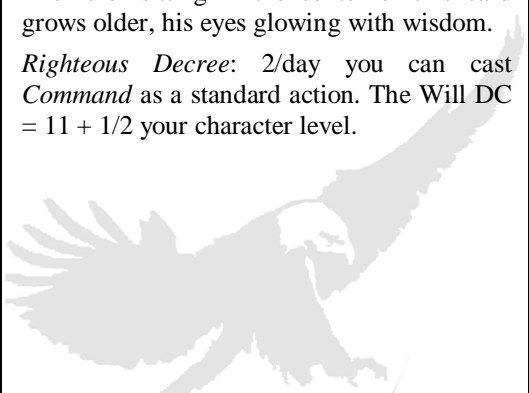 grows older, his eyes glowing with wisdom.
Righteous Decree: 2/day you can cast
Command as a standard action. The Will DC
= 11 + 1/2 your character level.